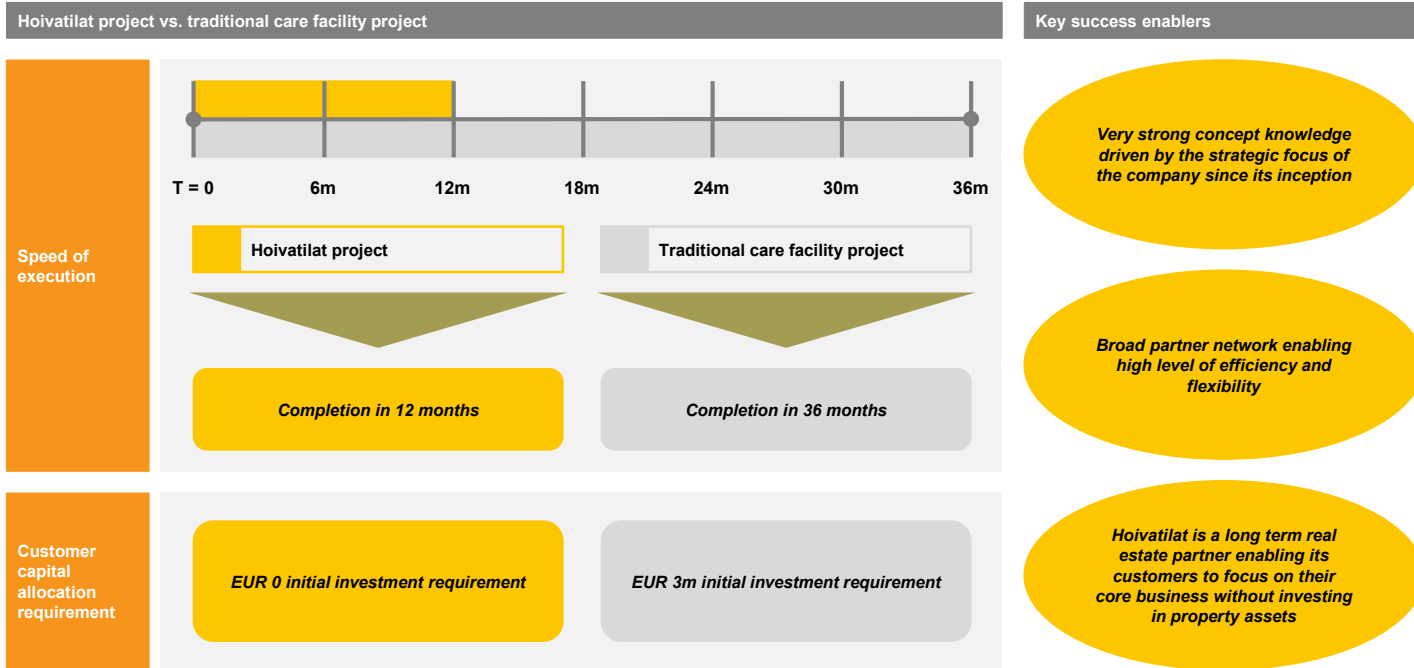 Hoivatilat project vs. traditional care facility project
Key success enablers
Speed of
execution
T = 0
6m
12m
18m
24m
30m
36m
Hoivatilat project
Traditional care facility project
Completion in 12 months
Completion in 36 months
Customer
capital
allocation
requirement
EUR 0 initial investment requirement
EUR 3m initial investment requirement
Very strong concept knowledge
driven by the strategic focus of
the company since its inception
Broad partner network enabling
high level of efficiency and
flexibility
Hoivatilat is a long term real
estate partner enabling its
customers to focus on their
core business without investing
in property assets